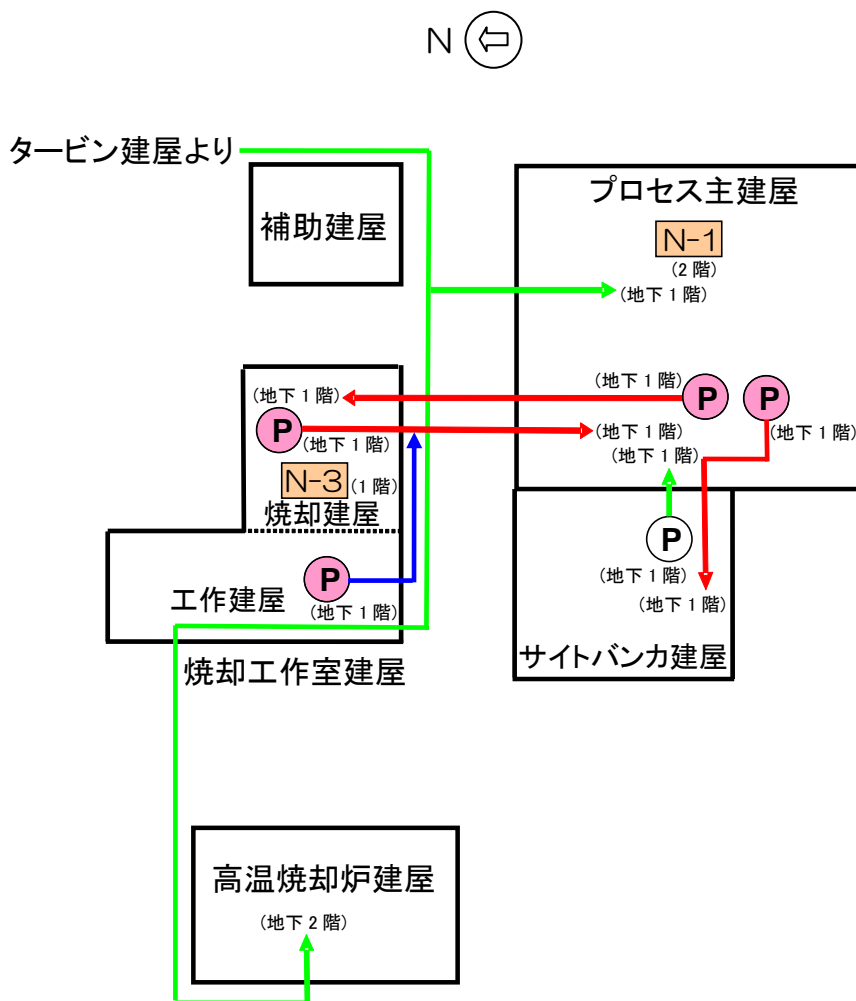 N
タービン建屋より
補助建屋
プロセス主建屋
N-1
(2 階)
(地下 1 階)
(地下 1 階)
(地下 1 階)
P
P
P
(地下 1 階)
(地下 1 階)
(地下 1 階)
(地下 1 階)
N-3
(1 階)
焼却建屋
P
(地下 1 階)
工作建屋
P
(地下 1 階)
(地下 1 階)
焼却工作室建屋
サイトバンカ建屋
高温焼却炉建屋
(地下 2 階)